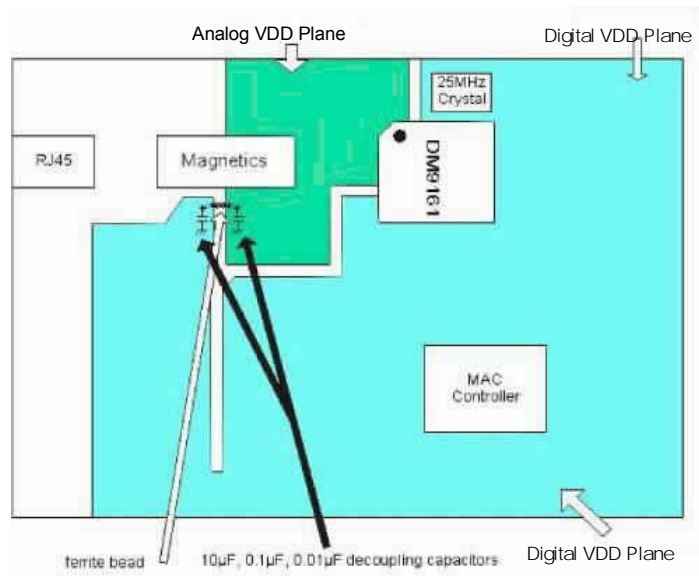 Analog VDD Plane
Digital VDD Plane
25MHz
Crystal
RJ45
Magnetics
DM9161
MAC
Controller
ferrite bead
10µF, 0.1µF, 0.01µF decoupling capacitors
Digital VDD Plane